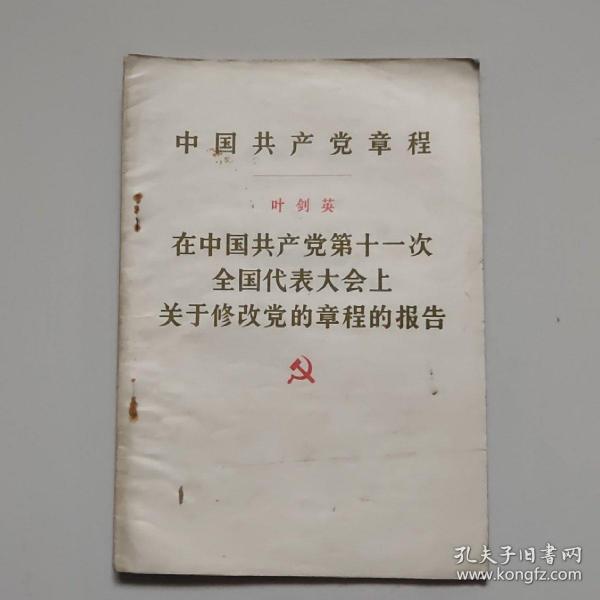 中国共产党章程
叶剑英
在中国共产党第十一次
全国代表大会上
关于修改党的章程的报告
孔夫子旧书网
www.kongfz.com